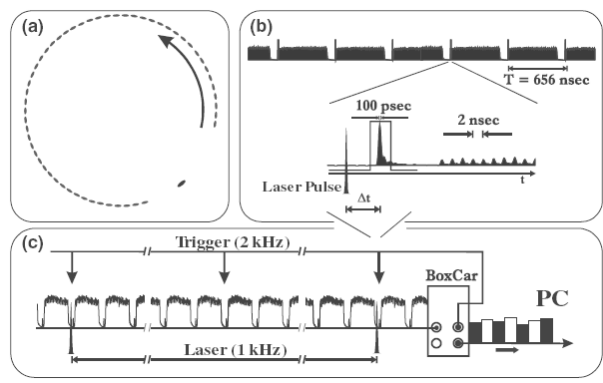 (a)
(b)
T = 656 nsec
100 psec
2 nsec
t
Laser Pulse
Δt
(c)
Trigger (2 kHz)
BoxCar
PC
Laser (1 kHz)